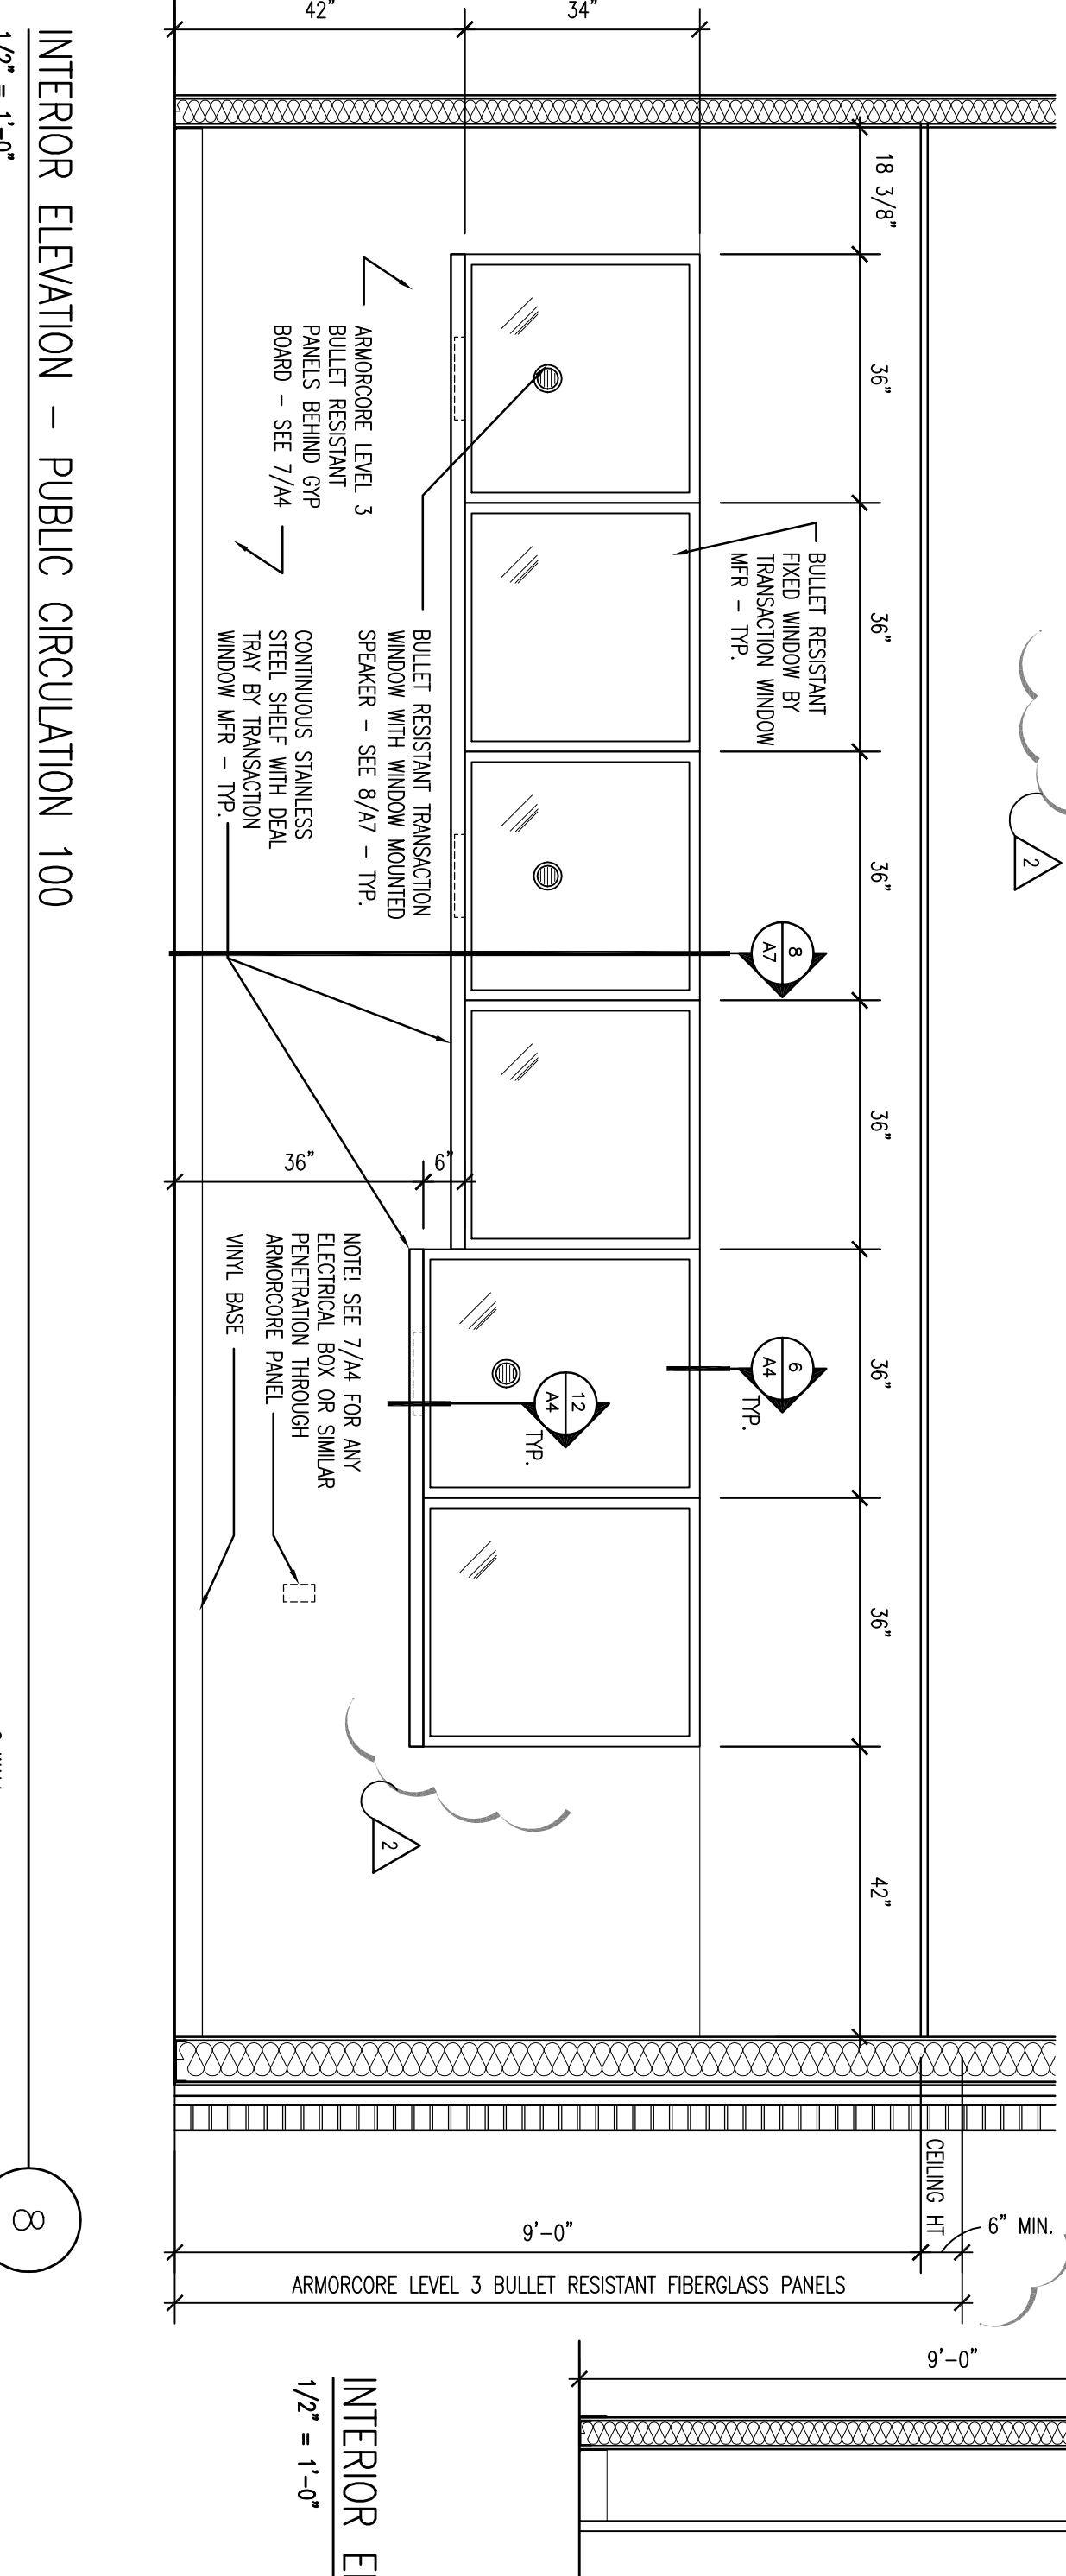 42"
34"
18 3/8"
36"
36"
36"
36"
36"
36"
42"
2
BULLET RESISTANT
FIXED WINDOW BY
TRANSACTION WINDOW
MFR - TYP.
8
A7
6
A4
TYP.
12
A4
TYP.
ARMORCORE LEVEL 3
BULLET RESISTANT
PANELS BEHIND GYP
BOARD - SEE 7/A4
BULLET RESISTANT TRANSACTION
WINDOW WITH WINDOW MOUNTED
SPEAKER - SEE 8/A7 - TYP.
CONTINUOUS STAINLESS
STEEL SHELF WITH DEAL
TRAY BY TRANSACTION
WINDOW MFR - TYP.
36"
6"
NOTE! SEE 7/A4 FOR ANY
ELECTRICAL BOX OR SIMILAR
PENETRATION THROUGH
ARMORCORE PANEL
VINYL BASE
2
CEILING HT
6" MIN.
9'-0"
ARMORCORE LEVEL 3 BULLET RESISTANT FIBERGLASS PANELS
INTERIOR ELEVATION - PUBLIC CIRCULATION 100
1/2" = 1'-0"
8
9'-0"
INTERIOR E
1/2" = 1'-0"